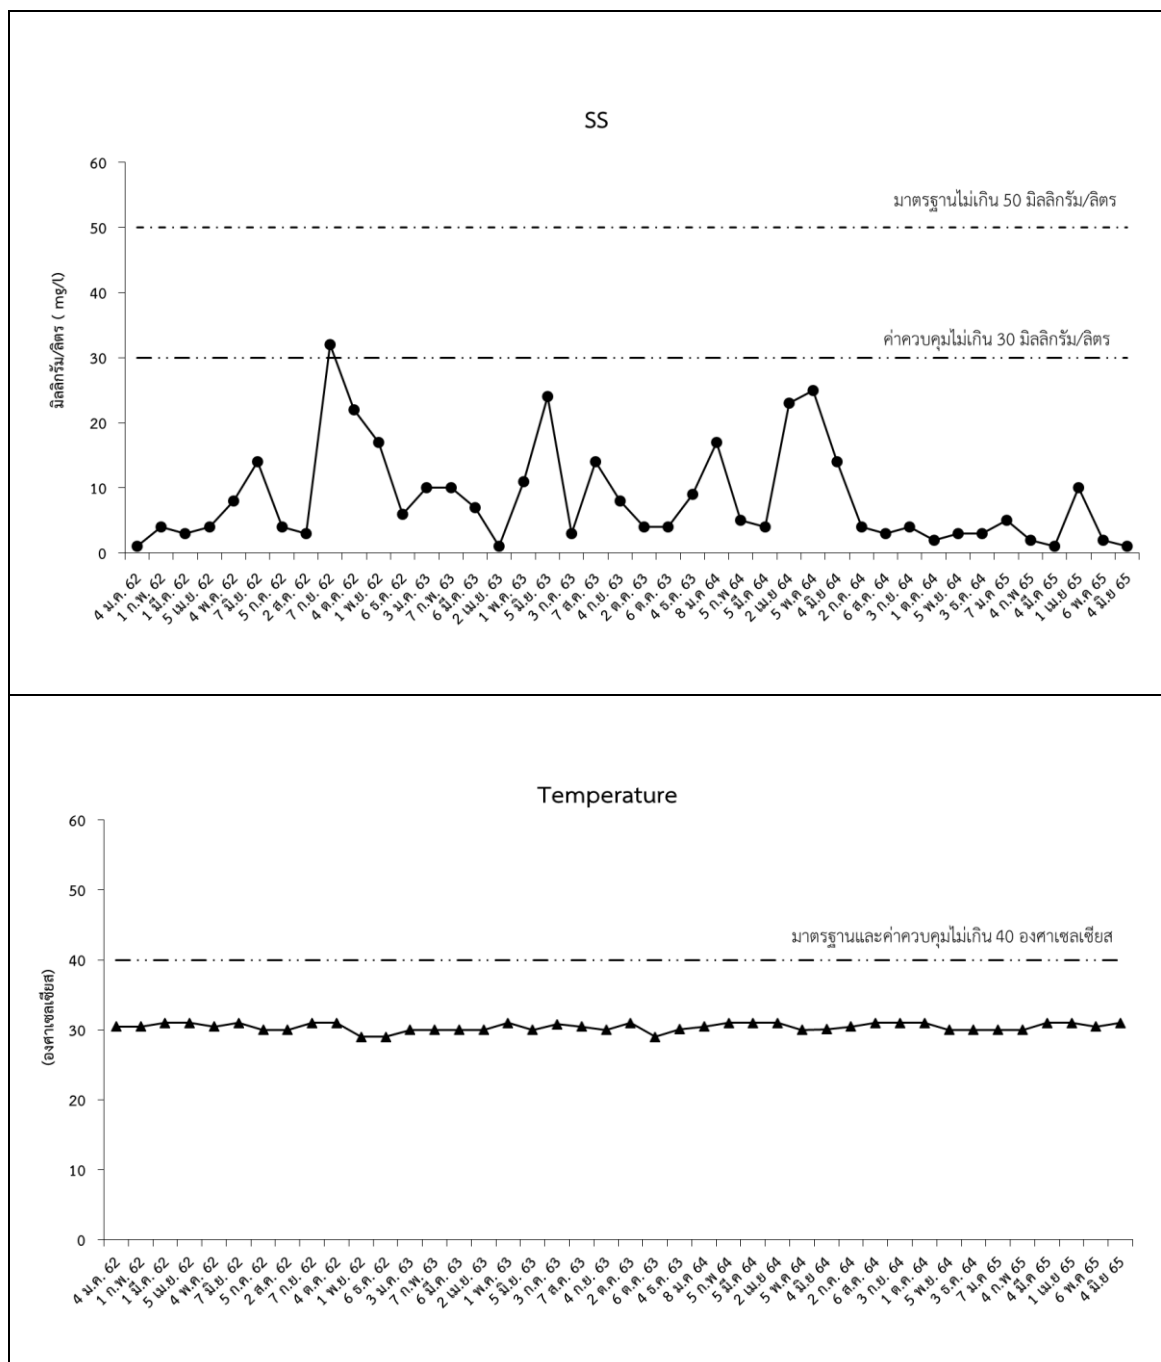 SS
60
50
40
30
20
10
0
มิลลิกรัม/ลิตร ( mg/l)
มาตรฐานไม่เกิน 50 มิลลิกรัม/ลิตร
ค่าควบคุมไม่เกิน 30 มิลลิกรัม/ลิตร
4 ม.ค. 62
1 ก.พ. 62
1 มี.ค. 62
5 เม.ย. 62
4 พ.ค. 62
7 มิ.ย. 62
5 ก.ค. 62
2 ส.ค. 62
7 ก.ย. 62
4 ต.ค. 62
1 พ.ย. 62
6 ธ.ค. 62
3 ม.ค. 63
7 ก.พ. 63
6 มี.ค. 63
2 เม.ย. 63
1 พ.ค. 63
5 มิ.ย. 63
3 ก.ค. 63
7 ส.ค. 63
4 ก.ย. 63
2 ต.ค. 63
6 ต.ค. 63
4 ธ.ค. 63
8 ม.ค 64
5 ก.พ 64
5 มี.ค 64
2 เม.ย 64
5 พ.ค 64
4 มิ.ย 64
2 ก.ค. 64
6 ส.ค. 64
3 ก.ย. 64
1 ต.ค. 64
5 พ.ย. 64
3 ธ.ค. 64
7 ม.ค 65
4 ก.พ 65
4 มี.ค 65
1 เม.ย 65
6 พ.ค 65
4 มิ.ย 65
Temperature
60
50
40
30
20
10
0
(องศาเซลเซียส)
มาตรฐานและค่าควบคุมไม่เกิน 40 องศาเซลเซียส
4 ม.ค. 62
1 ก.พ. 62
1 มี.ค. 62
5 เม.ย. 62
4 พ.ค. 62
7 มิ.ย. 62
5 ก.ค. 62
2 ส.ค. 62
7 ก.ย. 62
4 ต.ค. 62
1 พ.ย. 62
6 ธ.ค. 62
3 ม.ค. 63
7 ก.พ. 63
6 มี.ค. 63
2 เม.ย. 63
1 พ.ค. 63
5 มิ.ย. 63
3 ก.ค. 63
7 ส.ค. 63
4 ก.ย. 63
2 ต.ค. 63
6 ต.ค. 63
4 ธ.ค. 63
8 ม.ค 64
5 ก.พ 64
5 มี.ค 64
2 เม.ย 64
5 พ.ค 64
4 มิ.ย 64
2 ก.ค. 64
6 ส.ค. 64
3 ก.ย. 64
1 ต.ค. 64
5 พ.ย. 64
3 ธ.ค. 64
7 ม.ค 65
4 ก.พ 65
4 มี.ค 65
1 เม.ย 65
6 พ.ค 65
4 มิ.ย 65